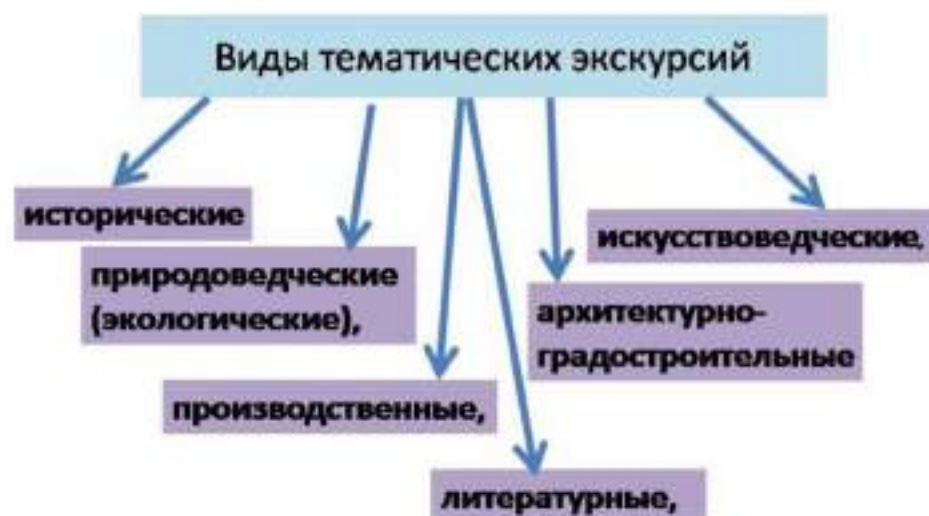 Виды тематических экскурсий
исторические
искусствоведческие,
природоведческие
(экологические),
архитектурно-
градостроительные
производственные,
литературные,